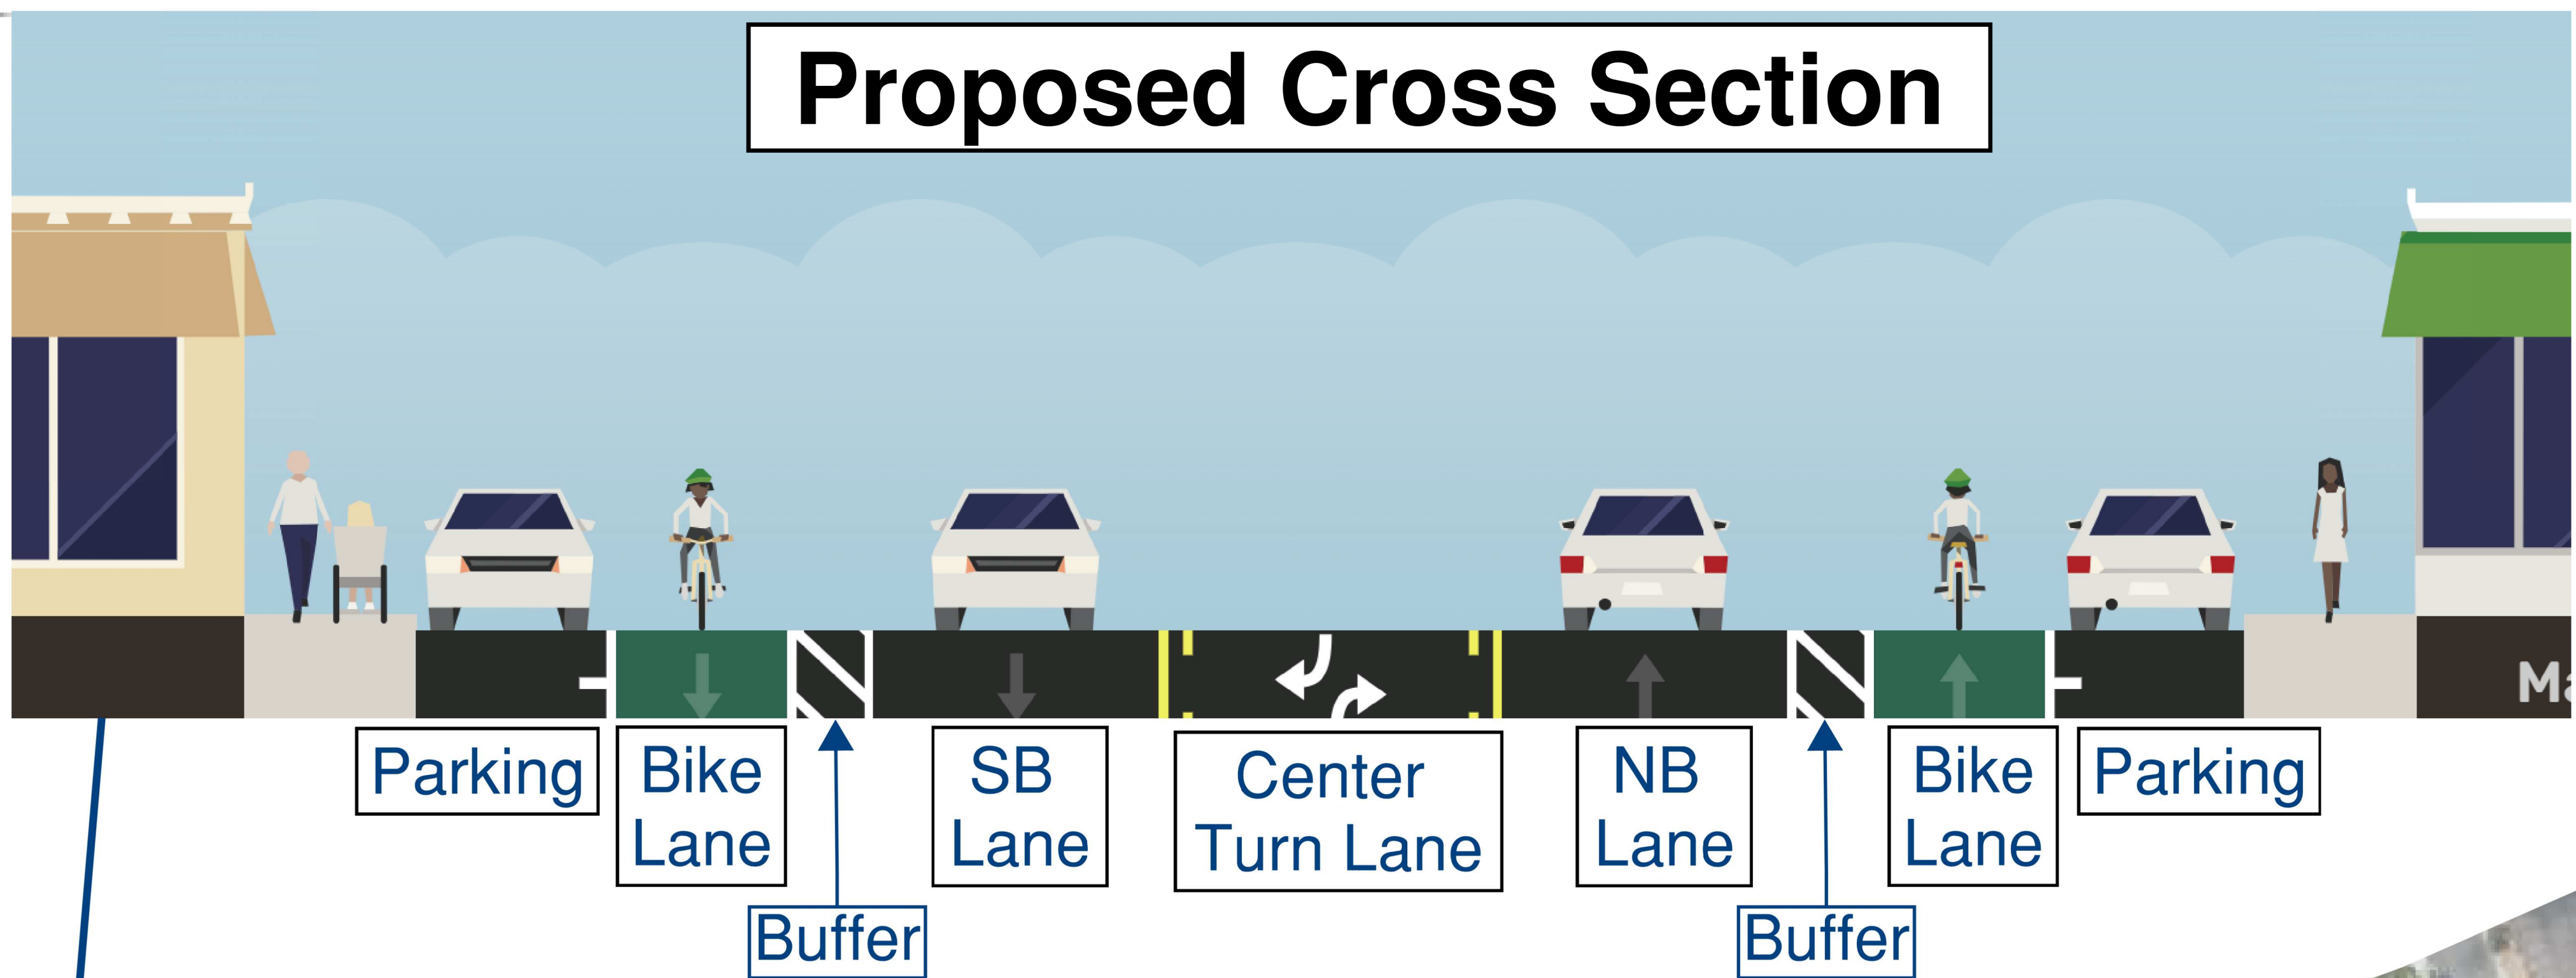 Proposed Cross Section
Parking
Bike
Lane
Buffer
SB
Lane
Center
Turn Lane
NB
Lane
Buffer
Bike
Lane
Parking